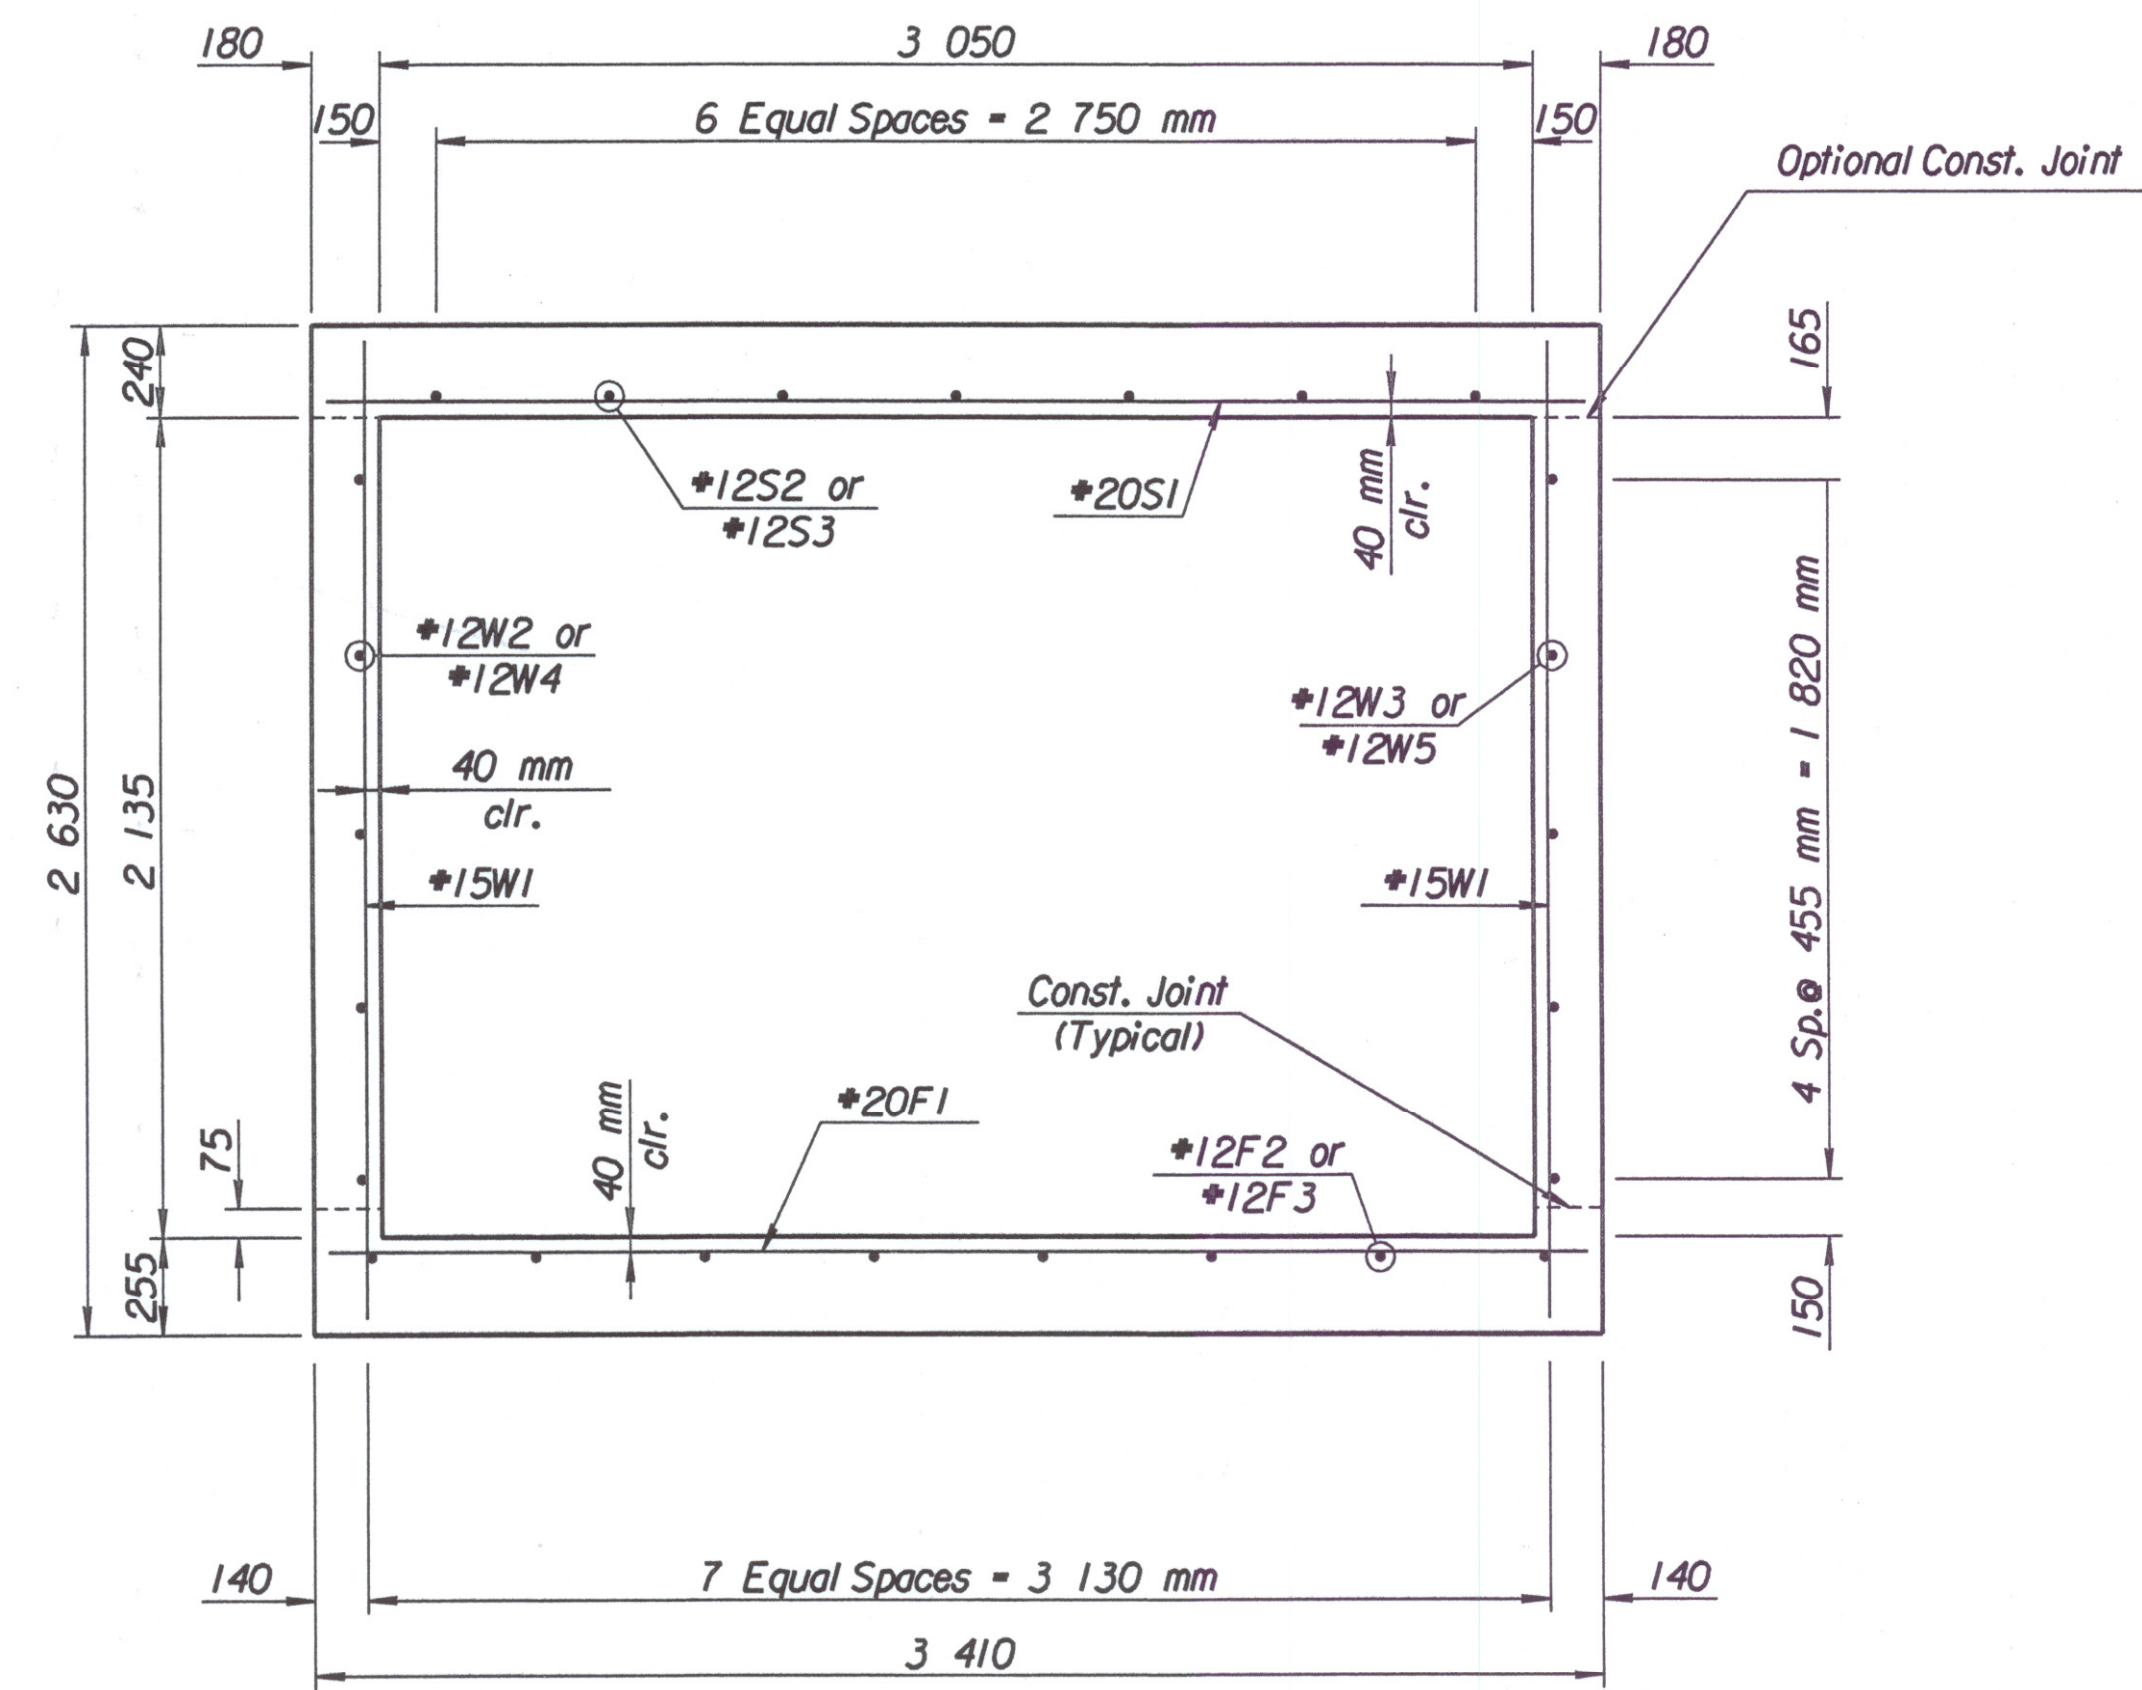 180
3 050
180
150
6 Equal Spaces = 2 750 mm
150
Optional Const. Joint
240
165
#12S2 or
#12S3
#20S1
40 mm
clr.
#12W2 or
#12W4
#12W3 or
#12W5
4 Sp.@ 455 mm = 1 820 mm
2 630
2 135
40 mm
clr.
#15W1
#15W1
Const. Joint
(Typical)
75
40 mm
clr.
#20F1
#12F2 or
#12F3
255
150
140
7 Equal Spaces = 3 130 mm
140
3 410